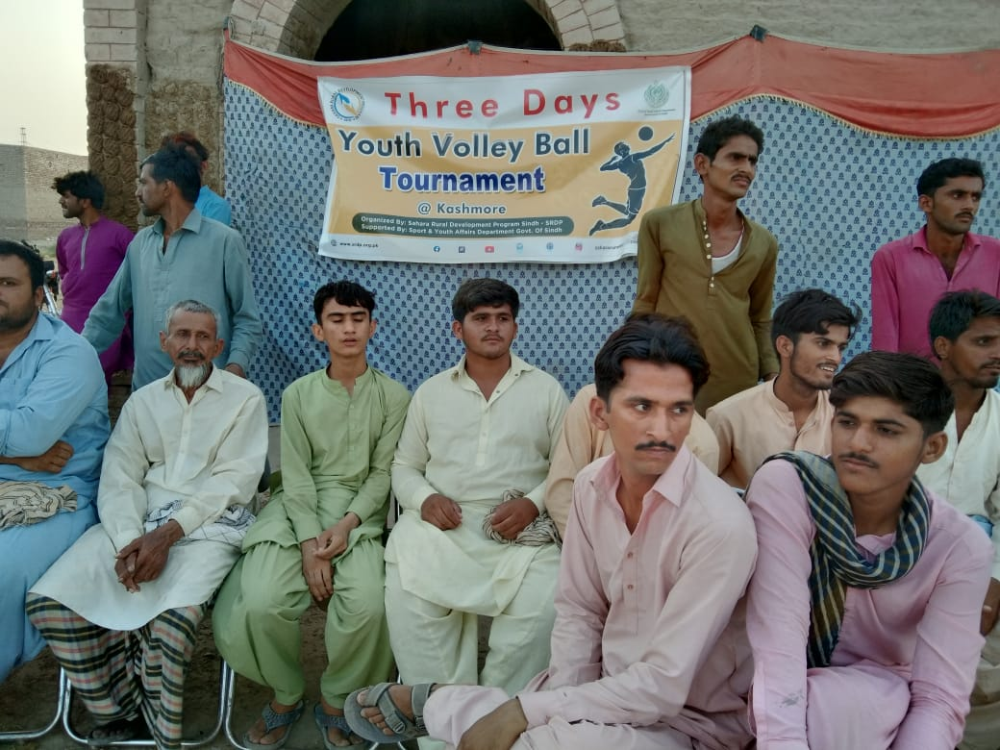 Three Days
Youth Volley Ball
Tournament
@ Kashmore
Organized By: Sahara Rural Development Program Sindh - SRDP
Supported By: Sport & Youth Affairs Department Govt. Of Sindh
www.srdp.org.pk